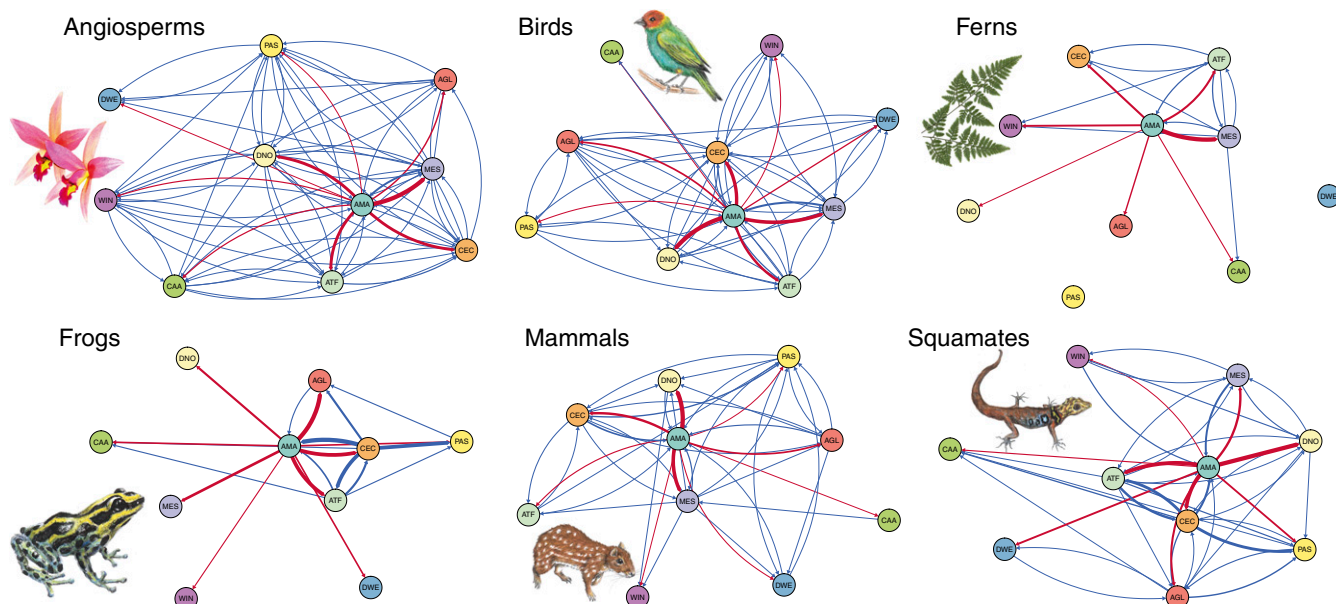 Angiosperms
PAS
AGL
DWE
DNO
MES
WIN
AMA
CEC
ATF
CAA
Birds
WIN
CAA
DWE
AGL
CEC
MES
AMA
PAS
DNO
ATF
Ferns
CEC
ATF
WIN
AMA
MES
DWE
DNO
AGL
CAA
PAS
Frogs
DNO
AGL
CAA
AMA
CEC
PAS
ATF
MES
DWE
WIN
Mammals
PAS
DNO
CEC
AMA
AGL
MES
ATF
CAA
DWE
WIN
Squamates
WIN
MES
DNO
CAA
AMA
ATF
CEC
DWE
PAS
AGL